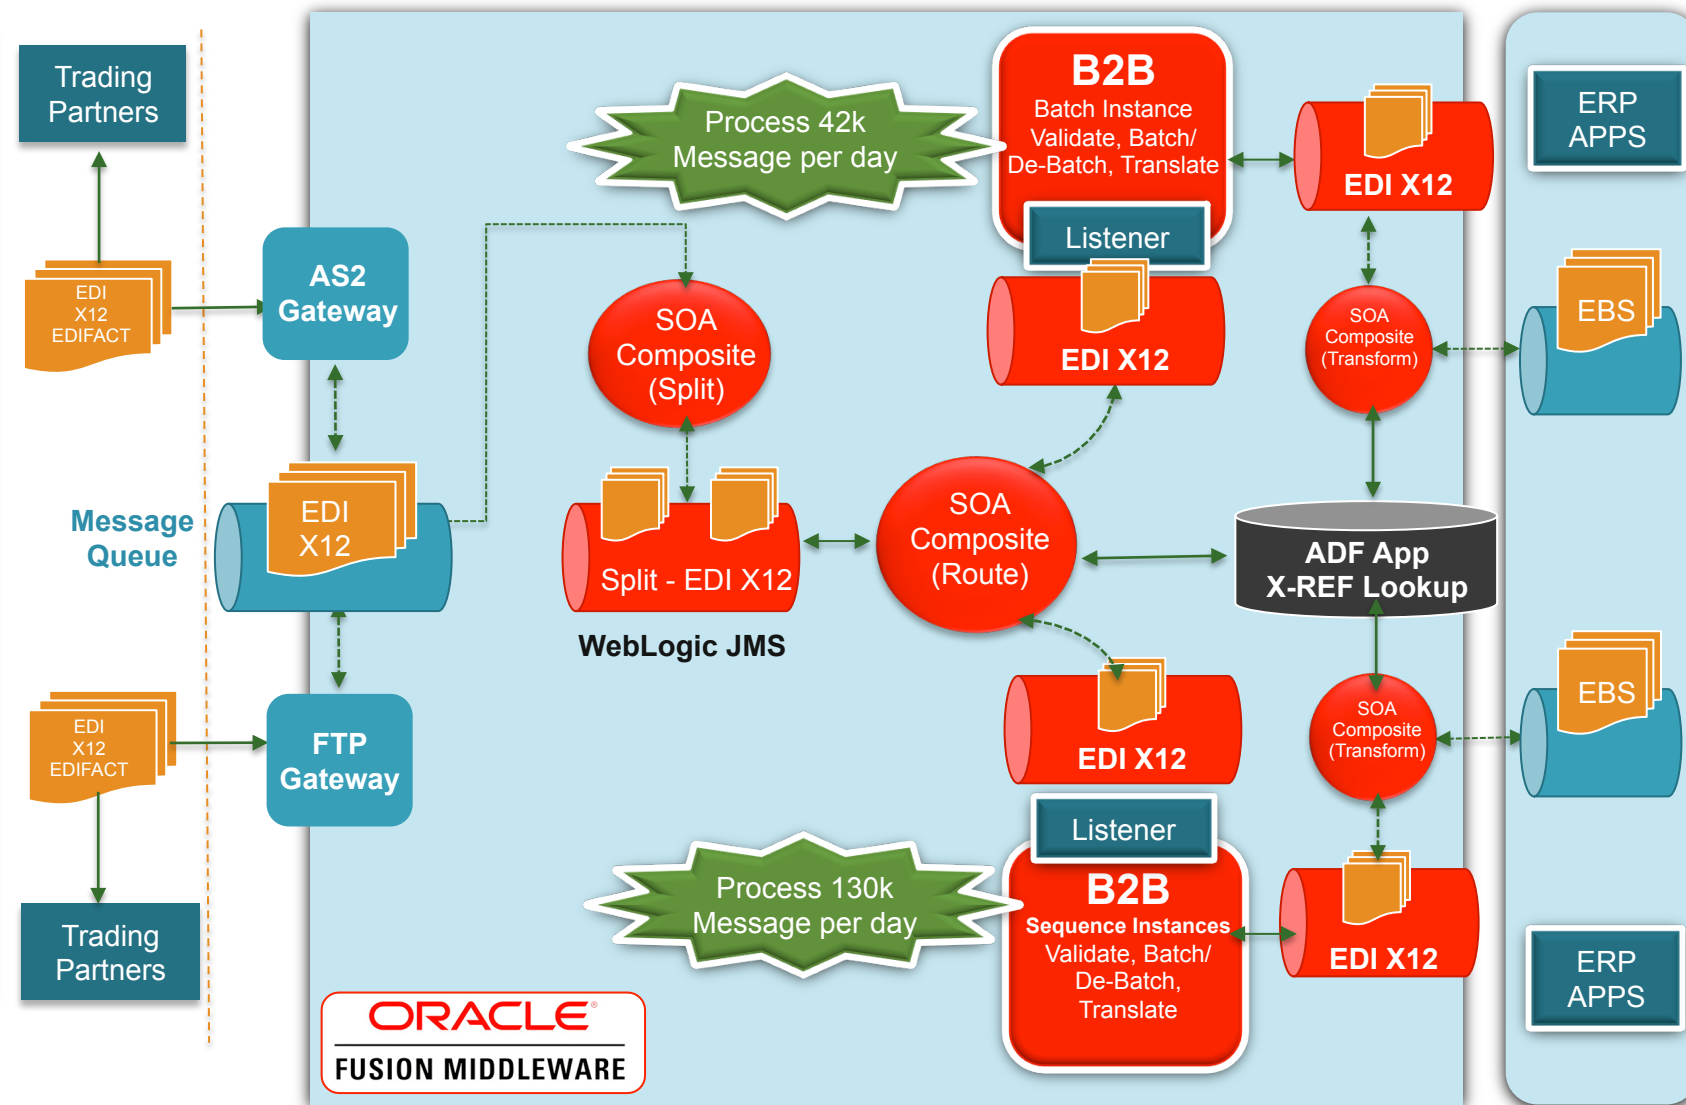 Trading
Partners
EDI
X12
EDIFACT
AS2
Gateway
Message
Queue
EDI
X12
EDI
X12
EDIFACT
FTP
Gateway
Trading
Partners
Process 42k
Message per day
B2B
Batch Instance
Validate, Batch/
De-Batch, Translate
Listener
EDI X12
EDI X12
SOA
Composite
(Split)
Split - EDI X12
WebLogic JMS
SOA
Composite
(Route)
SOA
Composite
(Transform)
ADF App
X-REF Lookup
SOA
Composite
(Transform)
EDI X12
Listener
B2B
Sequence Instances
Validate, Batch/
De-Batch,
Translate
Process 130k
Message per day
EDI X12
ERP
APPS
EBS
EBS
ERP
APPS
ORACLE®
FUSION MIDDLEWARE